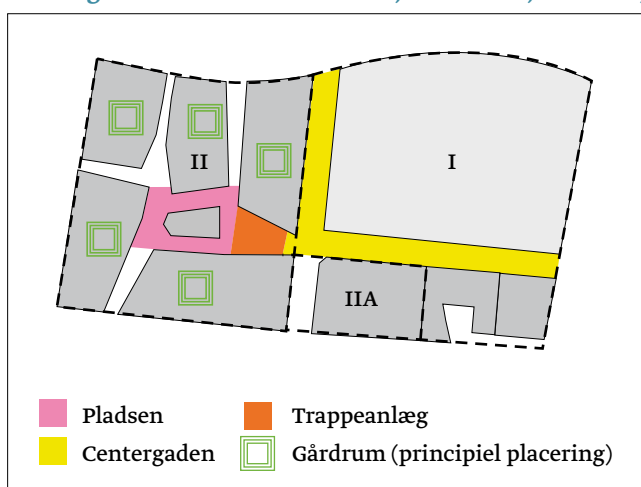 II
I
IIA
Pladsen
Trappeanlæg
Centergaden
Gårdrum (principiel placering)